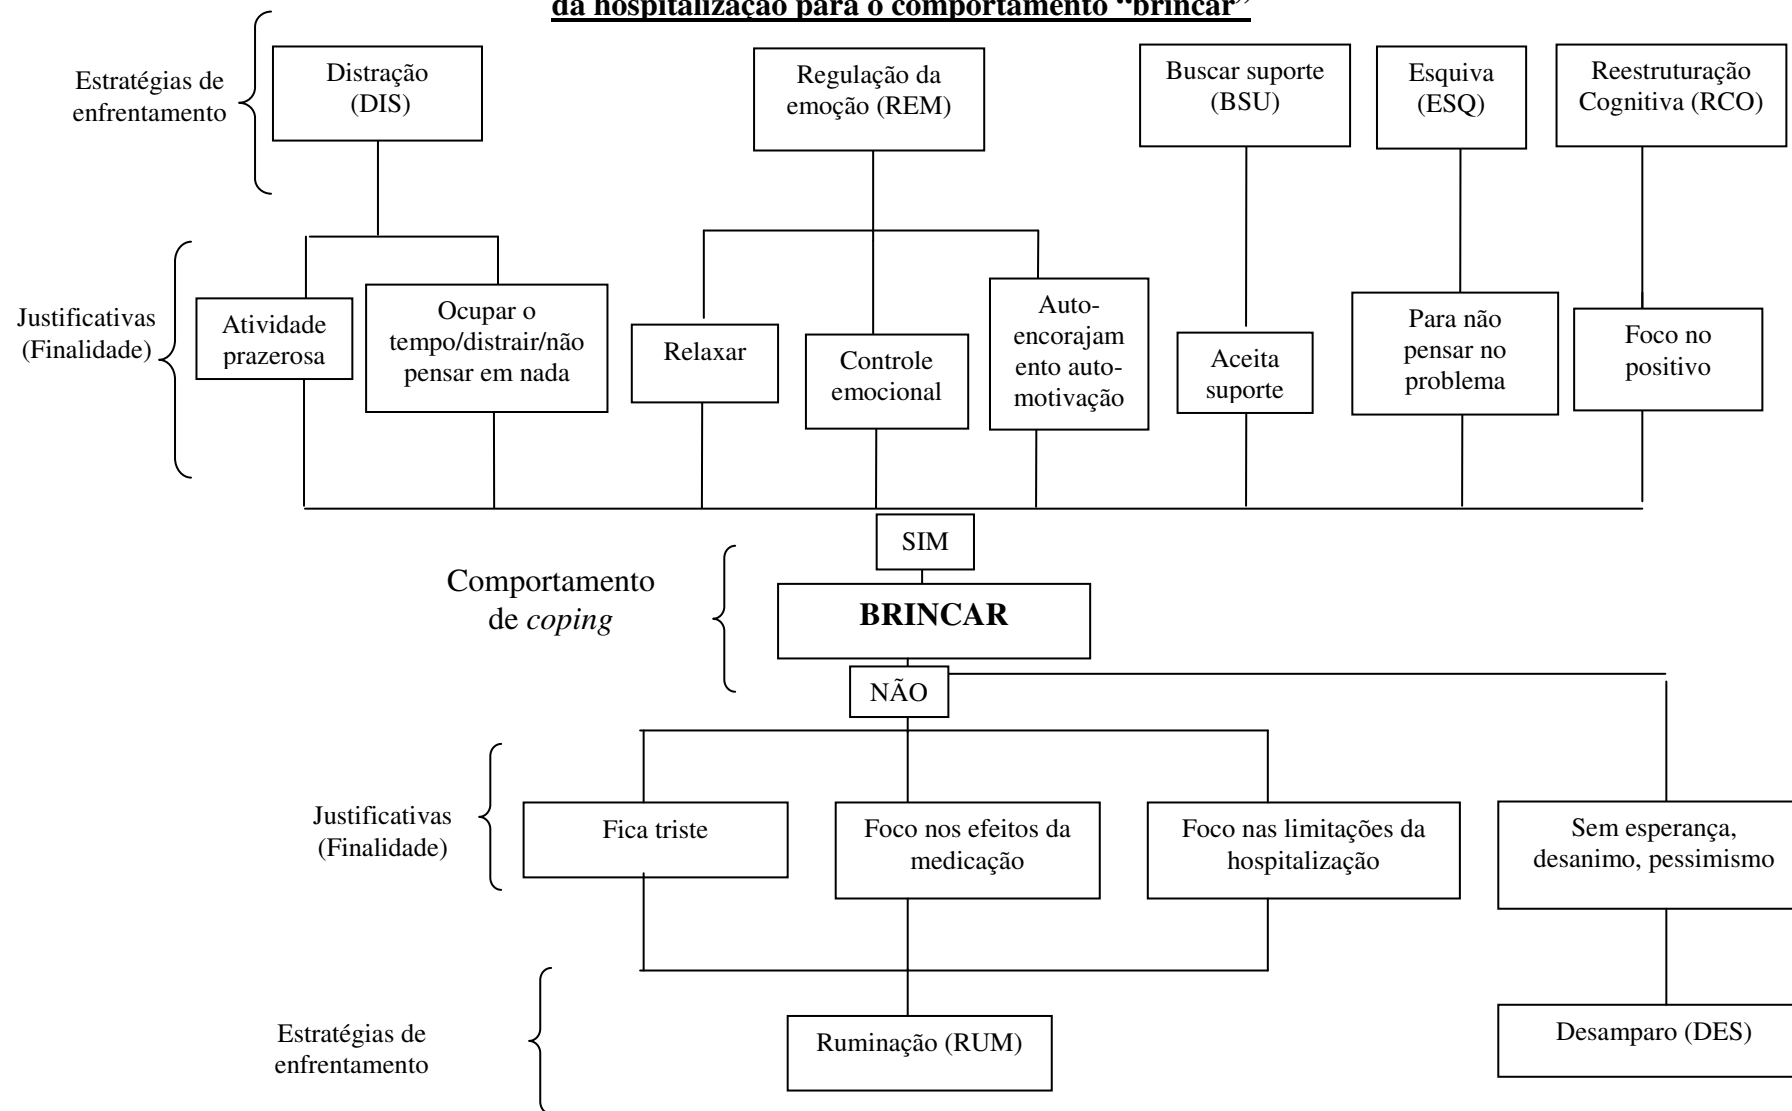 da hospitalização para o comportamento “brincar”
Estratégias de
enfrentamento
Distração
(DIS)
Regulação da
emoção (REM)
Buscar suporte
(BSU)
Esquiva
(ESQ)
Reestruturação
Cognitiva (RCO)
Justificativas
(Finalidade)
Atividade
prazerosa
Ocupar o
tempo/distrair/não
pensar em nada
Relaxar
Controle
emocional
Auto-
encorajam
ento auto-
motivação
Aceita
suporte
Para não
pensar no
problema
Foco no
positivo
SIM
Comportamento
de coping
BRINCAR
NÃO
Justificativas
(Finalidade)
Fica triste
Foco nos efeitos da
medicação
Foco nas limitações da
hospitalização
Sem esperança,
desanimo, pessimismo
Estratégias de
enfrentamento
Ruminação (RUM)
Desamparo (DES)